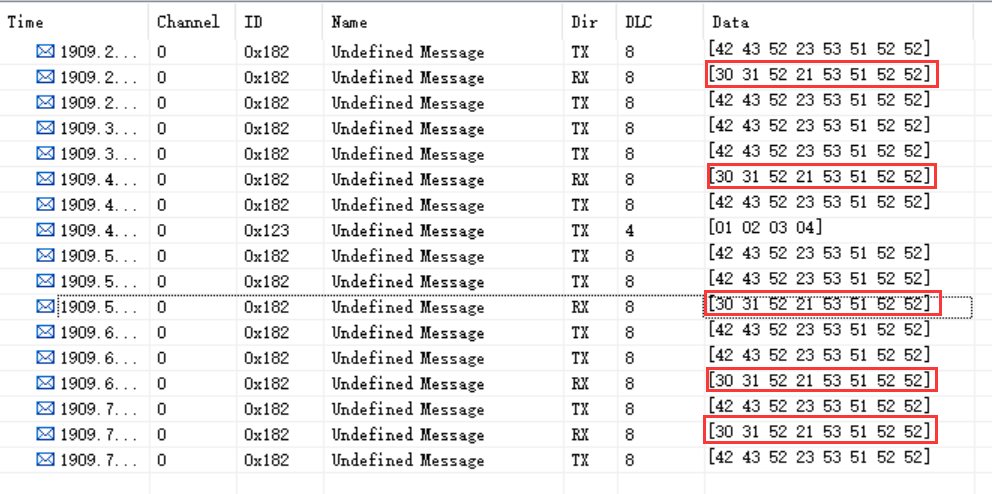 Time Channel ID Name Dir DLC Data
1909.2... 0 0x182 Undefined Message TX 8 [42 43 52 23 53 51 52 52]
1909.2... 0 0x182 Undefined Message RX 8 [30 31 52 21 53 51 52 52]
1909.2... 0 0x182 Undefined Message TX 8 [42 43 52 23 53 51 52 52]
1909.3... 0 0x182 Undefined Message TX 8 [42 43 52 23 53 51 52 52]
1909.3... 0 0x182 Undefined Message TX 8 [42 43 52 23 53 51 52 52]
1909.4... 0 0x182 Undefined Message RX 8 [30 31 52 21 53 51 52 52]
1909.4... 0 0x182 Undefined Message TX 8 [42 43 52 23 53 51 52 52]
1909.4... 0 0x123 Undefined Message TX 4 [01 02 03 04]
1909.5... 0 0x182 Undefined Message TX 8 [42 43 52 23 53 51 52 52]
1909.5... 0 0x182 Undefined Message TX 8 [42 43 52 23 53 51 52 52]
1909.5... 0 0x182 Undefined Message RX 8 [30 31 52 21 53 51 52 52]
1909.6... 0 0x182 Undefined Message TX 8 [42 43 52 23 53 51 52 52]
1909.6... 0 0x182 Undefined Message TX 8 [42 43 52 23 53 51 52 52]
1909.6... 0 0x182 Undefined Message RX 8 [30 31 52 21 53 51 52 52]
1909.7... 0 0x182 Undefined Message TX 8 [42 43 52 23 53 51 52 52]
1909.7... 0 0x182 Undefined Message RX 8 [30 31 52 21 53 51 52 52]
1909.7... 0 0x182 Undefined Message TX 8 [42 43 52 23 53 51 52 52]